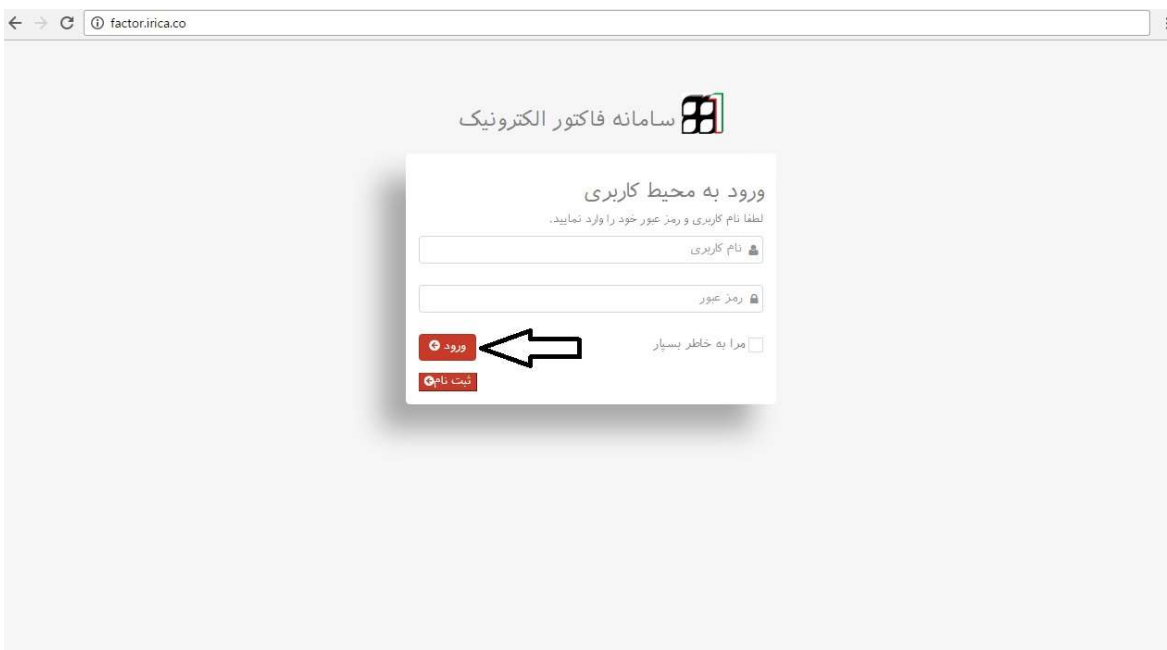 factor.irica.co
سامانه فاکتور الکترونیک
ورود به محیط کاربری
لطفا نام کاربری و رمز عبور خود را وارد نمایید.
نام کاربری
رمز عبور
مرا به خاطر بسپار
ورود
ثبت نام